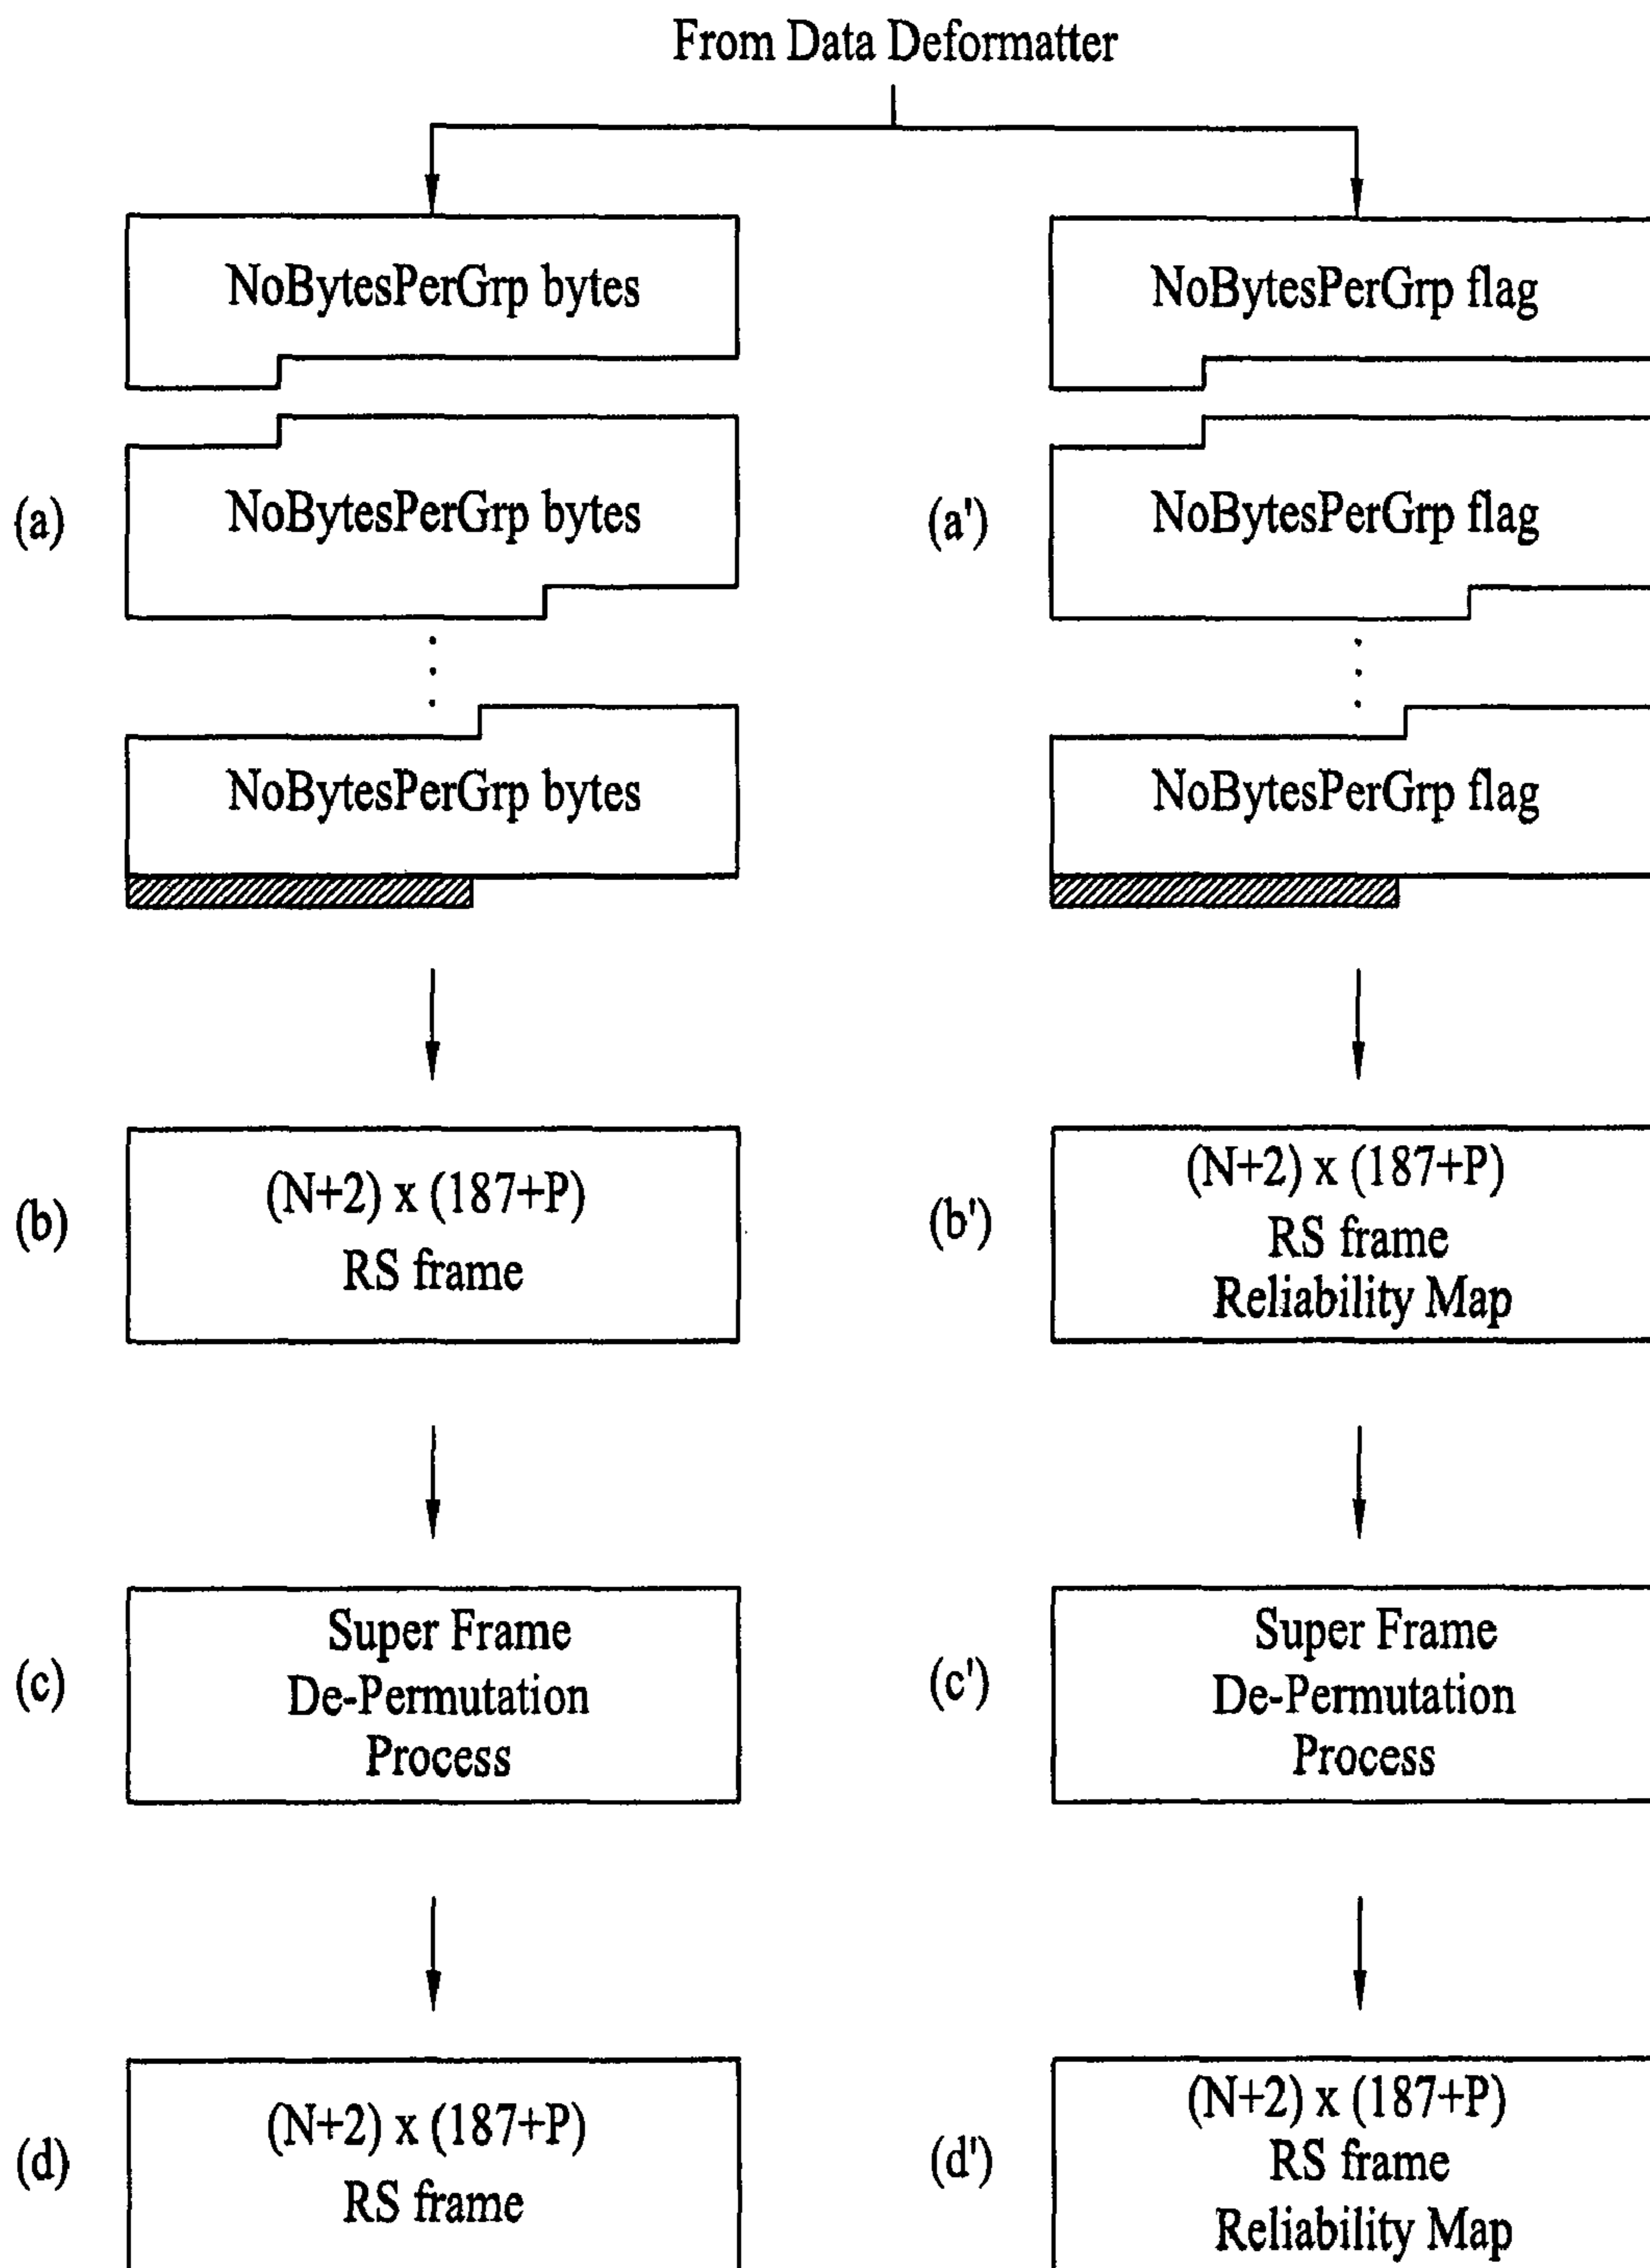 From Data Deformatter
NoBytesPerGrp bytes
NoBytesPerGrp flag
(a)
NoBytesPerGrp bytes
(a')
NoBytesPerGrp flag
NoBytesPerGrp bytes
NoBytesPerGrp flag
(b)
(N+2) x (187+P)
RS frame
(b')
(N+2) x (187+P)
RS frame
Reliability Map
(c)
Super Frame
De-Permutation
Process
(c')
Super Frame
De-Permutation
Process
(d)
(N+2) x (187+P)
RS frame
(d')
(N+2) x (187+P)
RS frame
Reliability Map